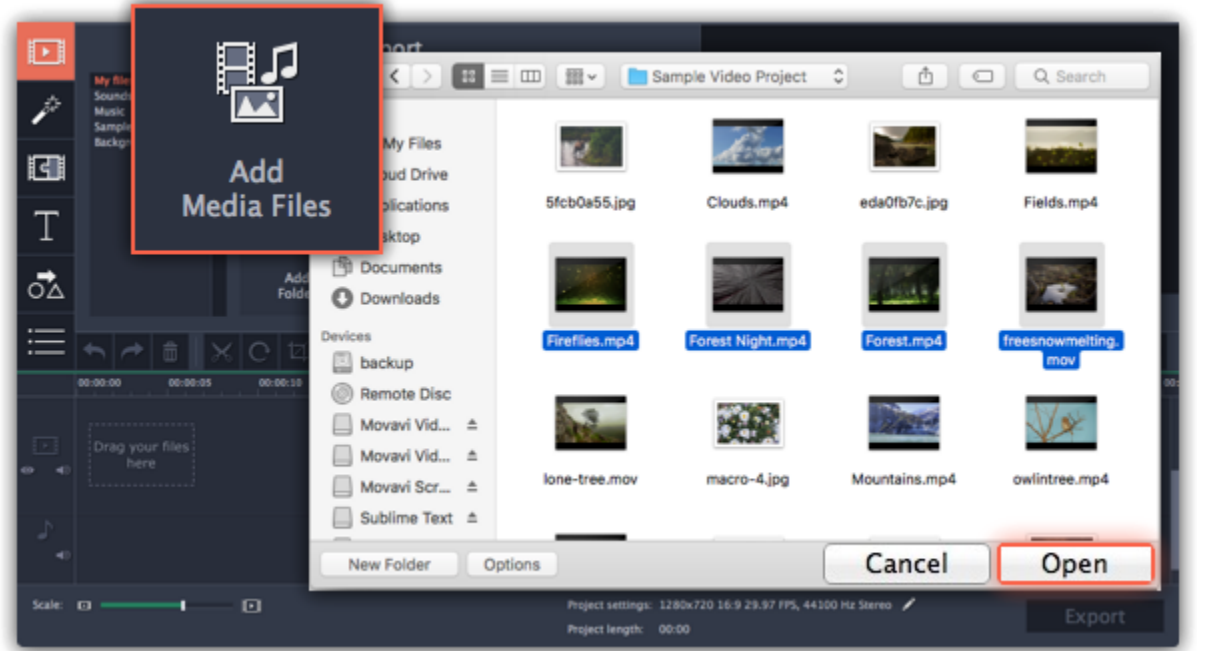 Add
Media Files
port
My file
Sounds
Music
Sample
Backgr
Add
Folde
Sample Video Project
Search
My Files
oud Drive
plications
sktop
Documents
Downloads
Devices
backup
Remote Disc
Movavi Vid...
Movavi Vid...
Movavi Scr...
Sublime Text
5fcb0a55.jpg
Clouds.mp4
eda0fb7c.jpg
Fields.mp4
Fireflies.mp4
Forest Night.mp4
Forest.mp4
freesnowmelting.
mov
lone-tree.mov
macro-4.jpg
Mountains.mp4
owlintree.mp4
New Folder
Options
Cancel
Open
00:00:00
00:00:05
00:00:10
00:
Drag your files
here
Scale:
Project settings: 1280x720 16:9 29.97 FPS, 44100 Hz Stereo
Project length: 00:00
Export